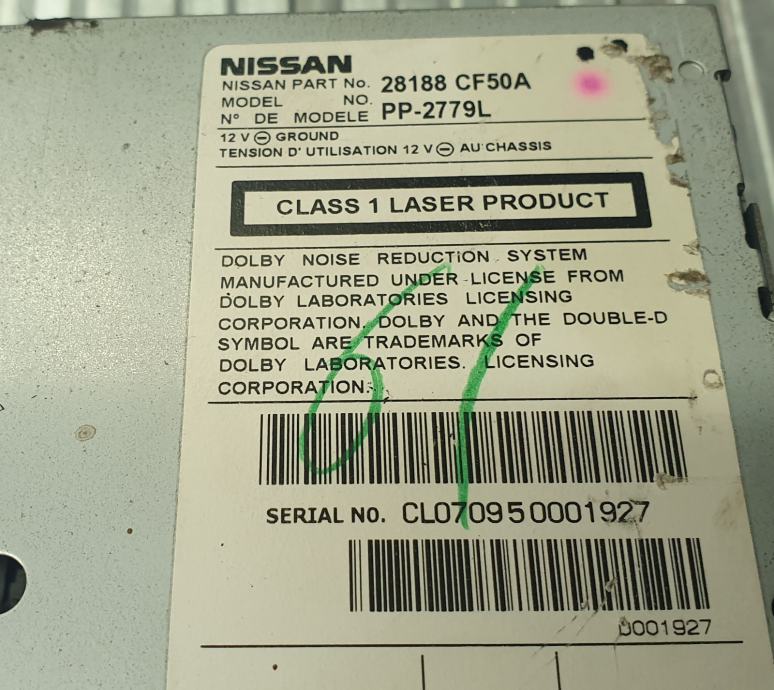 NISSAN
NISSAN PART No. 28188 CF50A
MODEL NO.
N° DE MODELE PP-2779L
12 V ⊖ GROUND
TENSION D' UTILISATION 12 V ⊖ AU CHASSIS
CLASS 1 LASER PRODUCT
DOLBY NOISE REDUCTION SYSTEM
MANUFACTURED UNDER LICENSE FROM
DOLBY LABORATORIES LICENSING
CORPORATION. DOLBY AND THE DOUBLE-D
SYMBOL ARE TRADEMARKS OF
DOLBY LABORATORIES. LICENSING
CORPORATION.
61
SERIAL NO. CL070950001927
0001927